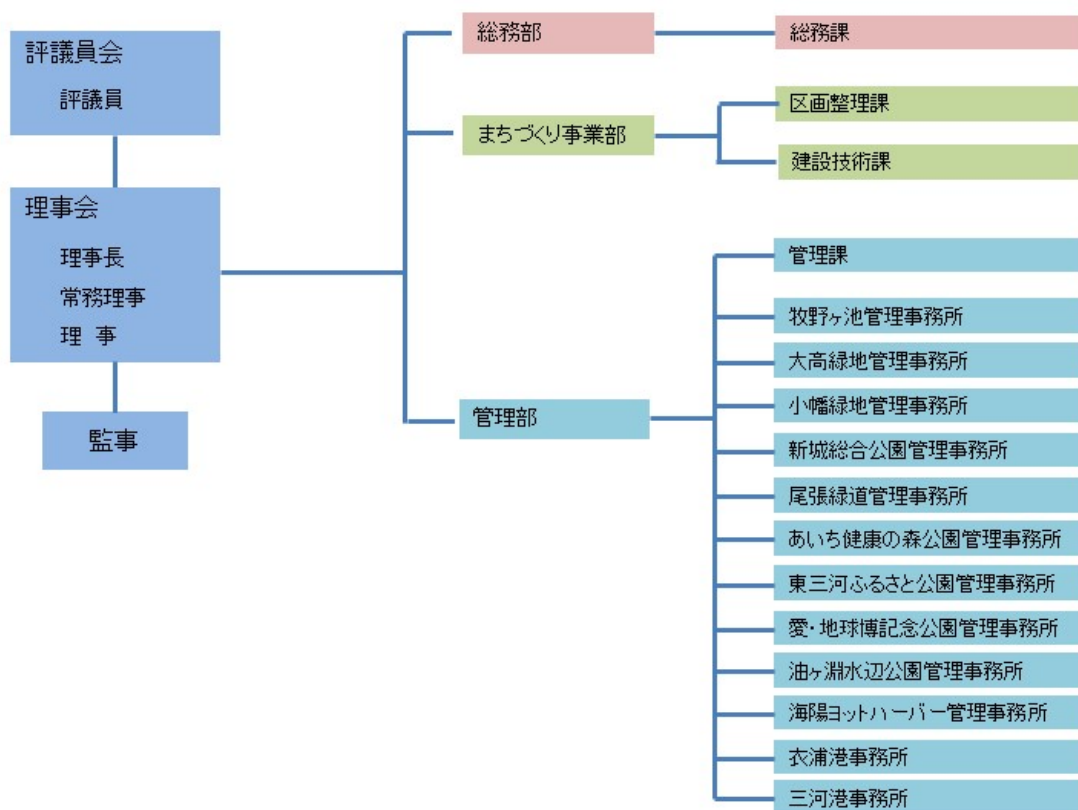 評議員会
評議員
理事会
理事長
常務理事
理 事
監事
総務部
総務課
まちづくり事業部
区画整理課
建設技術課
管理部
管理課
牧野ヶ池管理事務所
大高緑地管理事務所
小幡緑地管理事務所
新城総合公園管理事務所
尾張緑道管理事務所
あいち健康の森公園管理事務所
東三河ふるさと公園管理事務所
愛・地球博記念公園管理事務所
油ヶ淵水辺公園管理事務所
海陽ヨットハーバー管理事務所
衣浦港事務所
三河港事務所